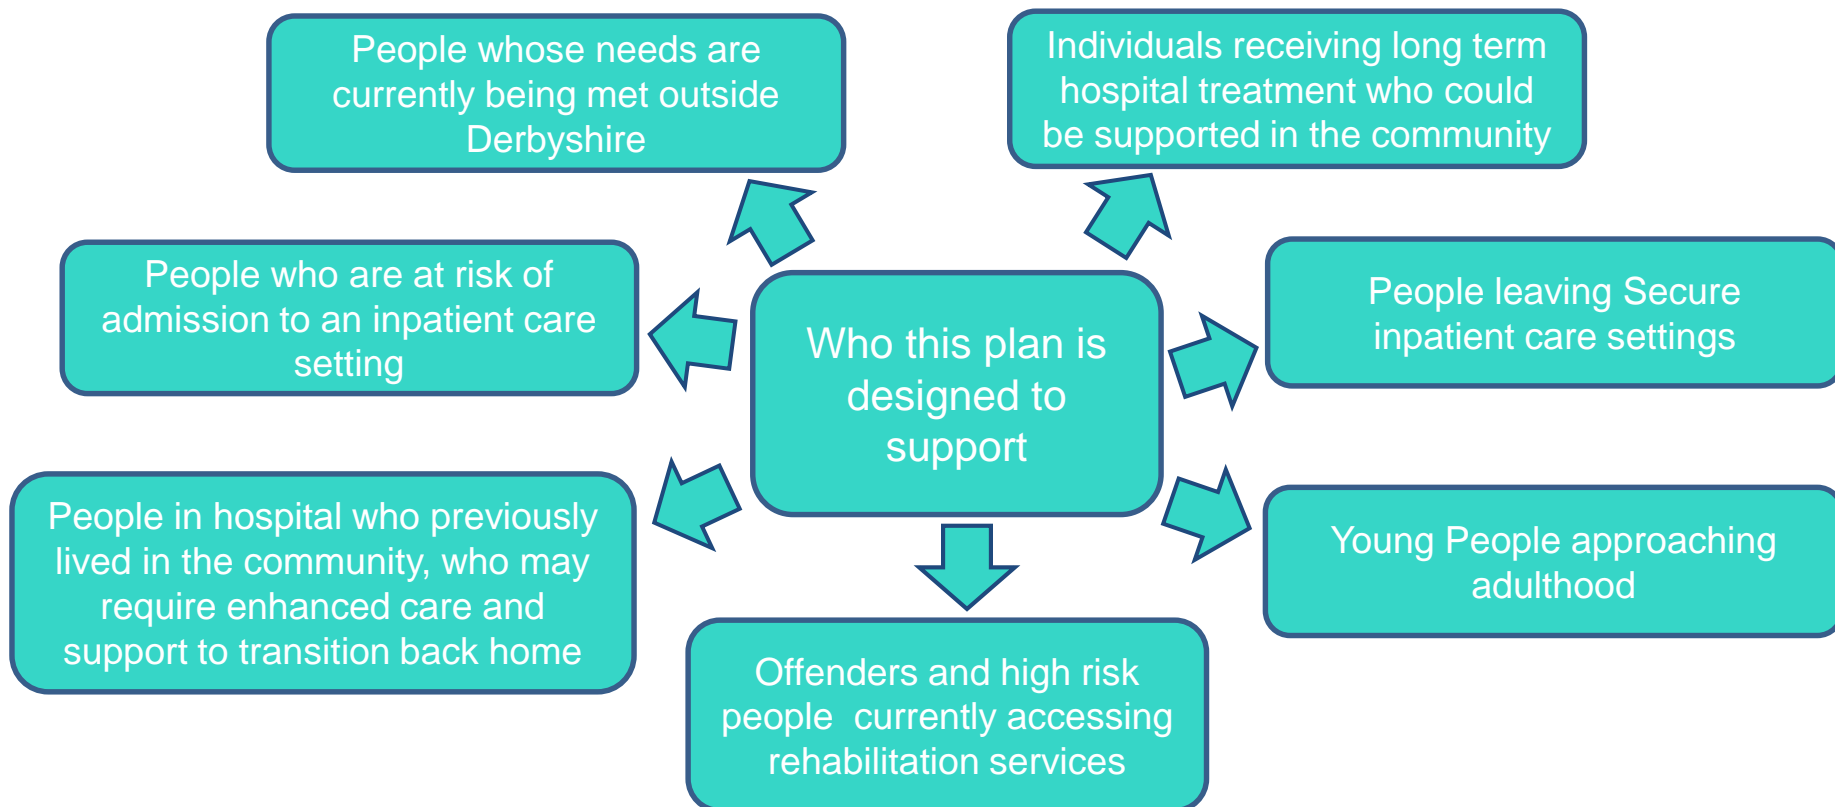 People whose needs are
currently being met outside
Derbyshire
Individuals receiving long term
hospital treatment who could
be supported in the community
People who are at risk of
admission to an inpatient care
setting
Who this plan is
designed to
support
People leaving Secure
inpatient care settings
People in hospital who previously
lived in the community, who may
require enhanced care and
support to transition back home
Young People approaching
adulthood
Offenders and high risk
people  currently accessing
rehabilitation services